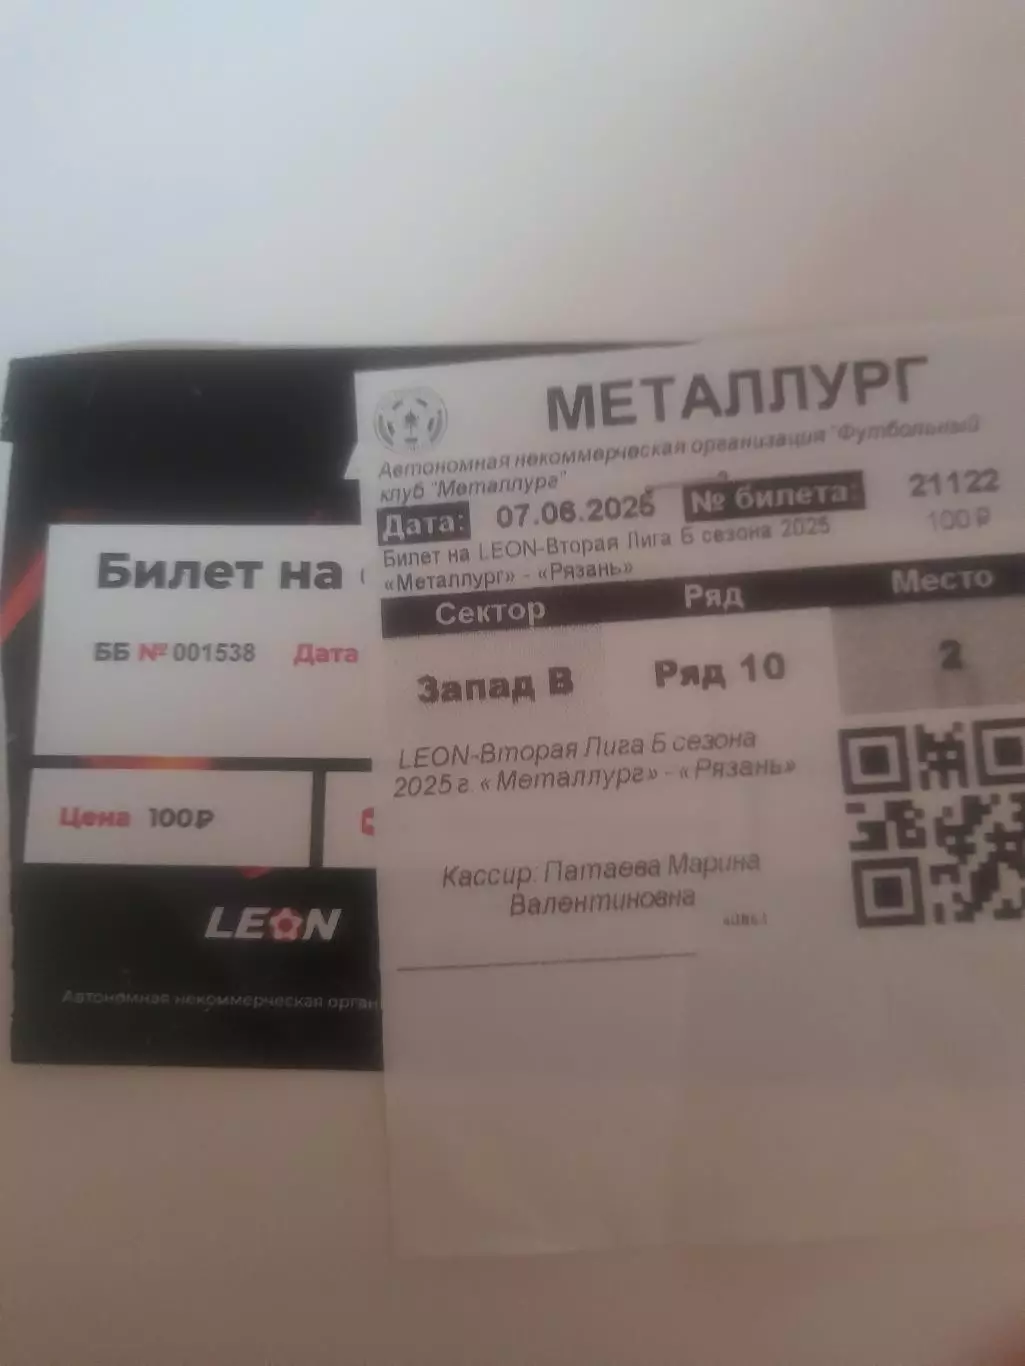 МЕТАЛЛУРГ
Автономная некоммерческая организация "Футбольный
клуб "Металлург"
Дата: 07.06.2025 № билета: 21122
Билет на LEON-Вторая Лига Б сезона 2025 100 ₽
«Металлург» - «Рязань»
Сектор Ряд Место
Запад В Ряд 10 2
LEON-Вторая Лига Б сезона
2025 г. «Металлург» - «Рязань»
Кассир: Патаева Марина
Валентиновна
Билет на
ББ № 001538 Дата
Цена 100₽
LEON
Автономная некоммерческая орган